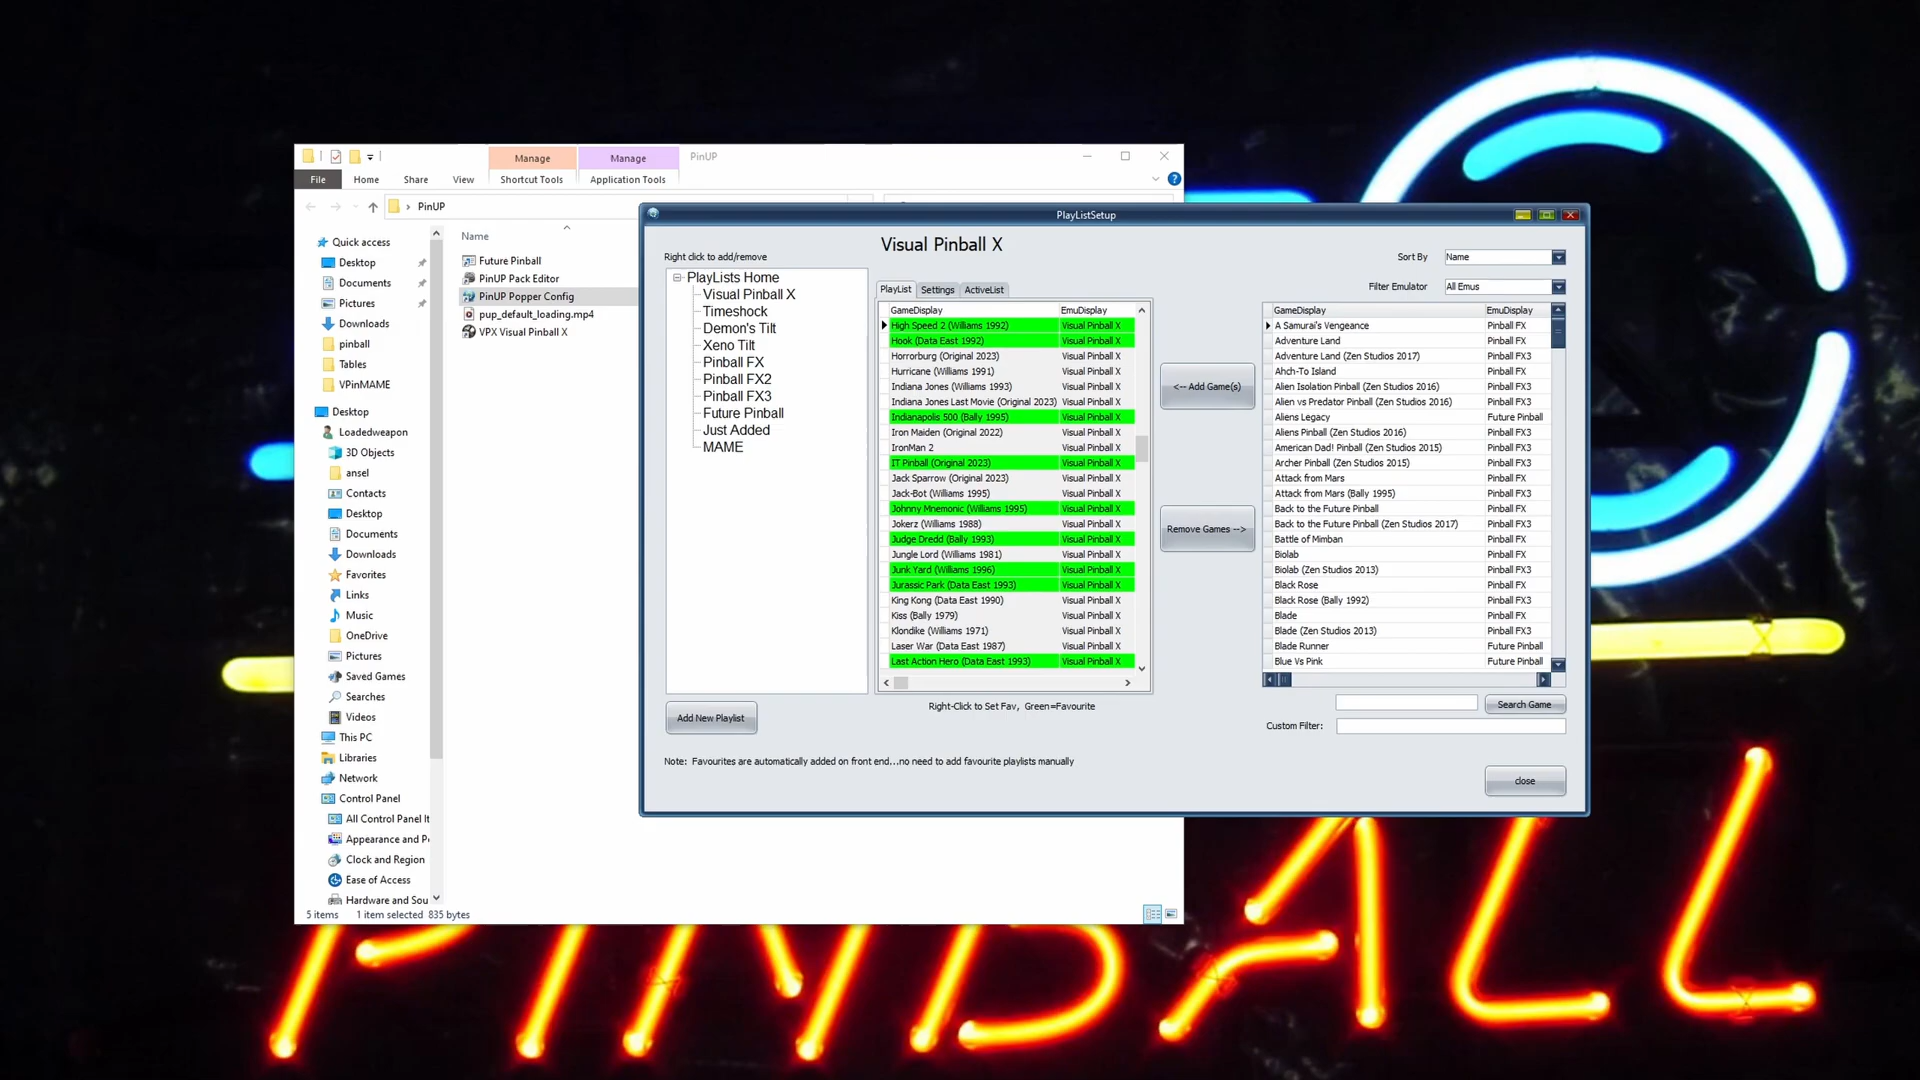 Manage
Manage
PinUP
File
Home
Share
View
Shortcut Tools
Application Tools
PinUP
Quick access
Desktop
Documents
Pictures
Downloads
pinball
Tables
VPinMAME
Desktop
Loadedweapon
3D Objects
ansel
Contacts
Desktop
Documents
Downloads
Favorites
Links
Music
OneDrive
Pictures
Saved Games
Searches
Videos
This PC
Libraries
Network
Control Panel
All Control Panel It
Appearance and P
Clock and Region
Ease of Access
Hardware and Sou
Name
Future Pinball
PinUP Pack Editor
PinUP Popper Config
pup_default_loading.mp4
VPX Visual Pinball X
5 items 1 item selected 835 bytes
PlayListSetup
Visual Pinball X
Right click to add/remove
PlayLists Home
Visual Pinball X
Timeshock
Demon's Tilt
Xeno Tilt
Pinball FX
Pinball FX2
Pinball FX3
Future Pinball
Just Added
MAME
Add New Playlist
PlayList Settings ActiveList
GameDisplay EmuDisplay
High Speed 2 (Williams 1992) Visual Pinball X
Hook (Data East 1992) Visual Pinball X
Horrorburg (Original 2023) Visual Pinball X
Hurricane (Williams 1991) Visual Pinball X
Indiana Jones (Williams 1993) Visual Pinball X
Indiana Jones Last Movie (Original 2023) Visual Pinball X
Indianapolis 500 (Bally 1995) Visual Pinball X
Iron Maiden (Original 2022) Visual Pinball X
IronMan 2 Visual Pinball X
IT Pinball (Original 2023) Visual Pinball X
Jack Sparrow (Original 2023) Visual Pinball X
Jack-Bot (Williams 1995) Visual Pinball X
Johnny Mnemonic (Williams 1995) Visual Pinball X
Jokerz (Williams 1988) Visual Pinball X
Judge Dredd (Bally 1993) Visual Pinball X
Jungle Lord (Williams 1981) Visual Pinball X
Junk Yard (Williams 1996) Visual Pinball X
Jurassic Park (Data East 1993) Visual Pinball X
King Kong (Data East 1990) Visual Pinball X
Kiss (Bally 1979) Visual Pinball X
Klondike (Williams 1971) Visual Pinball X
Laser War (Data East 1987) Visual Pinball X
Last Action Hero (Data East 1993) Visual Pinball X
Right-Click to Set Fav, Green=Favourite
Note: Favourites are automatically added on front end...no need to add favourite playlists manually
<-- Add Game(s)
Remove Games -->
Sort By Name
Filter Emulator All Emus
GameDisplay EmuDisplay
A Samurai's Vengeance Pinball FX
Adventure Land Pinball FX
Adventure Land (Zen Studios 2017) Pinball FX3
Ahch-To Island Pinball FX
Alien Isolation Pinball (Zen Studios 2016) Pinball FX3
Alien vs Predator Pinball (Zen Studios 2016) Pinball FX3
Aliens Legacy Future Pinball
Aliens Pinball (Zen Studios 2016) Pinball FX3
American Dad! Pinball (Zen Studios 2015) Pinball FX3
Archer Pinball (Zen Studios 2015) Pinball FX3
Attack from Mars Pinball FX
Attack from Mars (Bally 1995) Pinball FX3
Back to the Future Pinball Pinball FX
Back to the Future Pinball (Zen Studios 2017) Pinball FX3
Battle of Mimban Pinball FX
Biolab Pinball FX
Biolab (Zen Studios 2013) Pinball FX3
Black Rose Pinball FX
Black Rose (Bally 1992) Pinball FX3
Blade Pinball FX
Blade (Zen Studios 2013) Pinball FX3
Blade Runner Future Pinball
Blue Vs Pink Future Pinball
Search Game
Custom Filter:
close
PINBALL